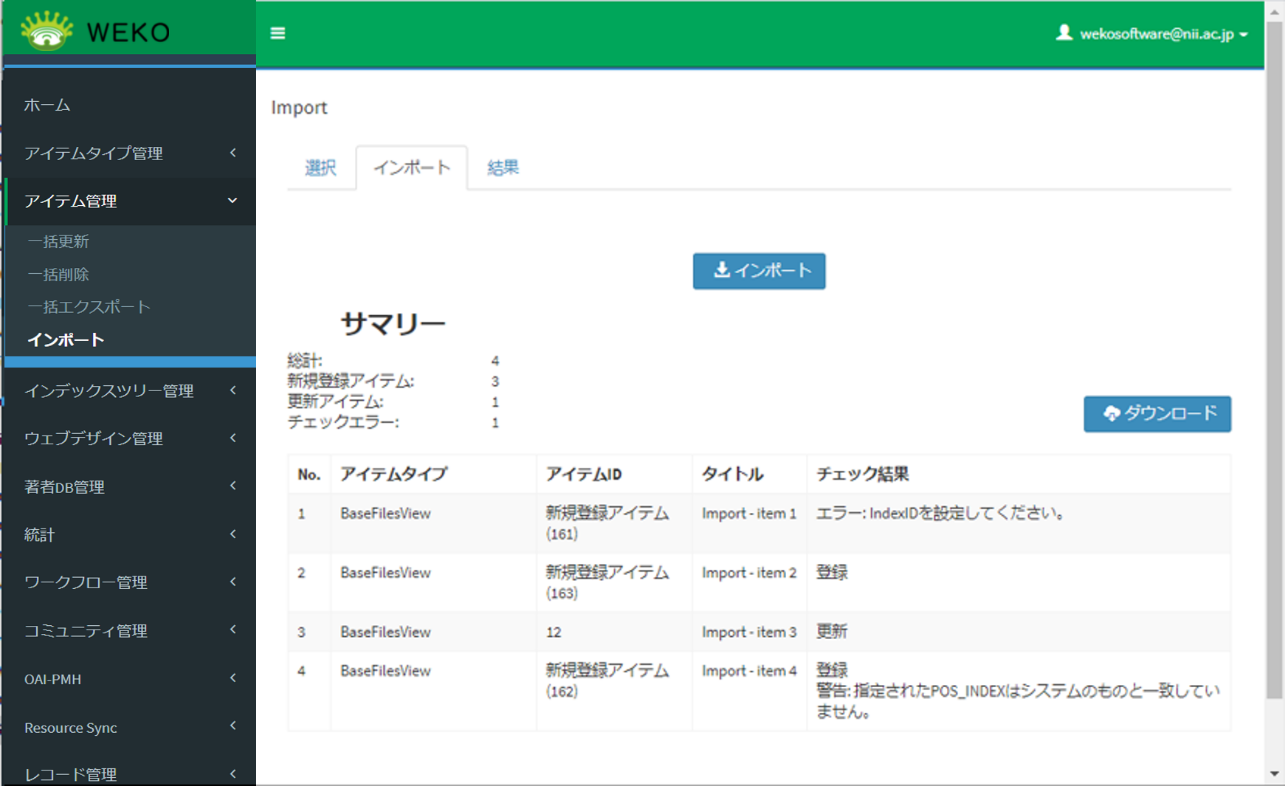 WEKO
wekosoftware@nii.ac.jp
ホーム
アイテムタイプ管理
アイテム管理
一括更新
一括削除
一括エクスポート
インポート
インデックスツリー管理
ウェブデザイン管理
著者DB管理
統計
ワークフロー管理
コミュニティ管理
OAI-PMH
Resource Sync
レコード管理
Import
選択 インポート 結果
インポート
サマリー
総計: 4
新規登録アイテム: 3
更新アイテム: 1
チェックエラー: 1
ダウンロード
No. アイテムタイプ アイテムID タイトル チェック結果
1 BaseFilesView 新規登録アイテム Import - item 1 エラー: IndexIDを設定してください。
(161)
2 BaseFilesView 新規登録アイテム Import - item 2 登録
(163)
3 BaseFilesView 12 Import - item 3 更新
4 BaseFilesView 新規登録アイテム Import - item 4 登録
(162) 警告: 指定されたPOS_INDEXはシステムのものと一致してい
ません。